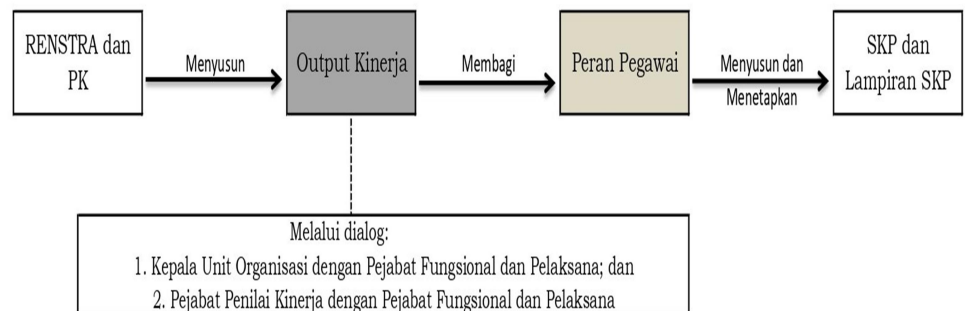 RENSTRA dan
PK
Menyusun
Output Kinerja
Membagi
Peran Pegawai
Menyusun dan
Menetapkan
SKP dan
Lampiran SKP
Melalui dialog:
1. Kepala Unit Organisasi dengan Pejabat Fungsional dan Pelaksana; dan
2. Pejabat Penilai Kinerja dengan Pejabat Fungsional dan Pelaksana